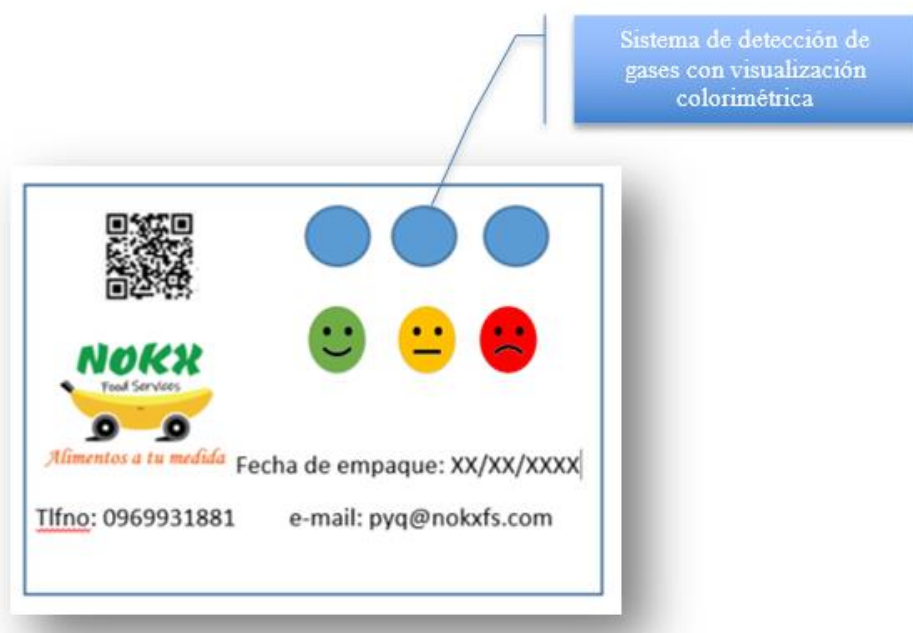 Sistema de detección de
gases con visualización
colorimétrica
NOKX
Food Services
Alimentos a tu medida
Fecha de empaque: XX/XX/XXXX
Tlfno: 0969931881
e-mail: pyq@nokxfs.com